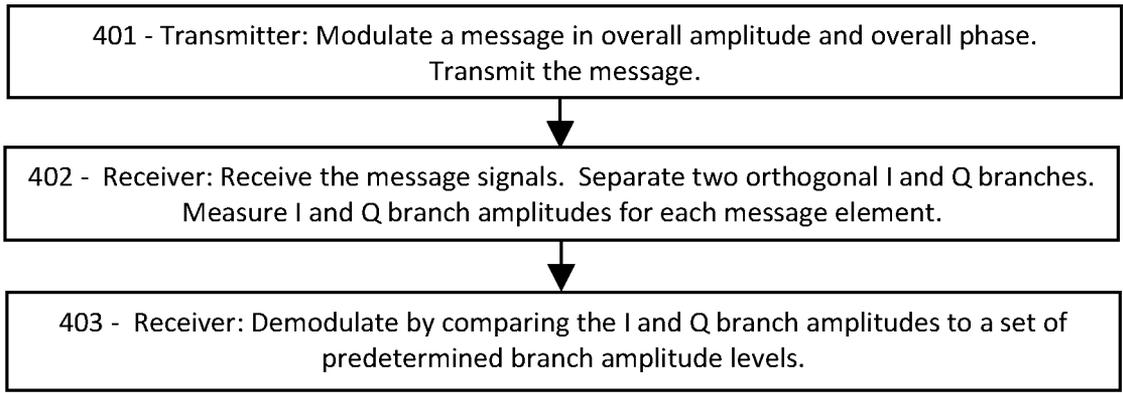 401 - Transmitter: Modulate a message in overall amplitude and overall phase.
Transmit the message.
402 - Receiver: Receive the message signals. Separate two orthogonal I and Q branches.
Measure I and Q branch amplitudes for each message element.
403 - Receiver: Demodulate by comparing the I and Q branch amplitudes to a set of
predetermined branch amplitude levels.